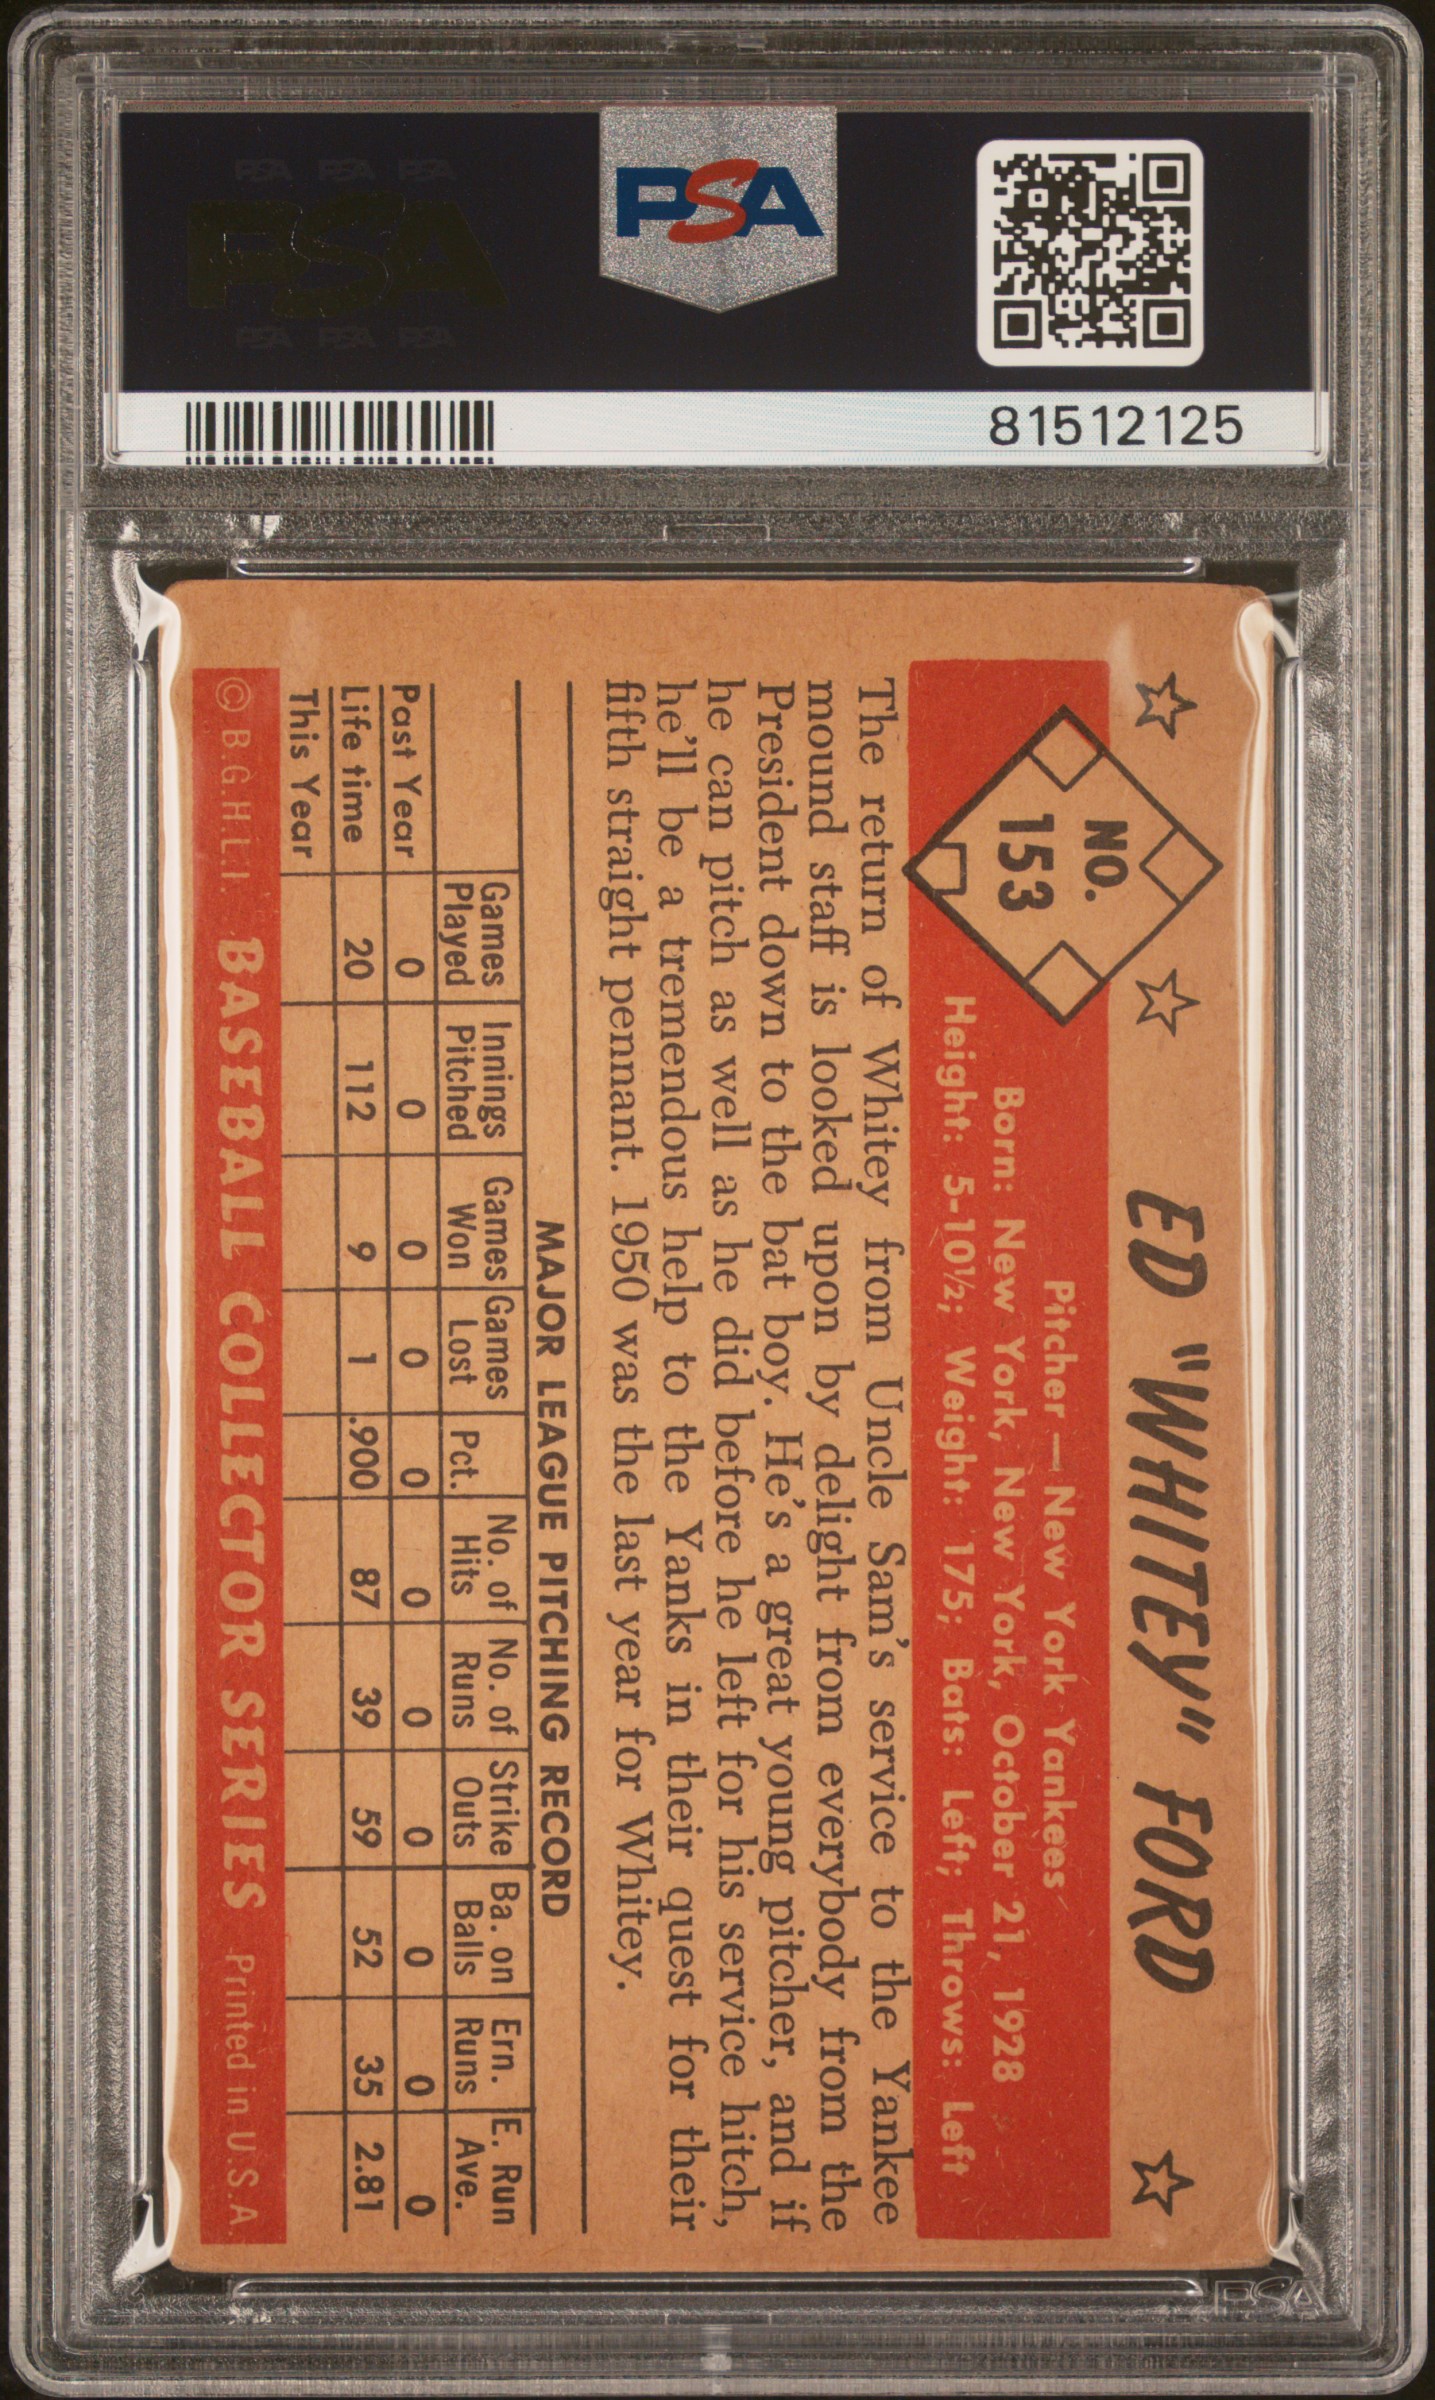 PSA PSA PSA
PSA
PSA PSA PSA
PSA
81512125
ED "WHITEY" FORD
NO.
153
Pitcher — New York Yankees
Born: New York, New York, October 21, 1928
Height: 5-10½; Weight: 175; Bats: Left; Throws: Left
The return of Whitey from Uncle Sam's service to the Yankee
mound staff is looked upon by delight from everybody from the
President down to the bat boy. He's a great young pitcher, and if
he can pitch as well as he did before he left for his service hitch,
he'll be a tremendous help to the Yanks in their quest for their
fifth straight pennant. 1950 was the last year for Whitey.
MAJOR LEAGUE PITCHING RECORD
Games Played Innings Pitched Games Won Games Lost Pct. No. of Hits No. of Runs Strike Outs Ba. on Balls Ern. Runs E. Run Ave.
Past Year 0 0 0 0 0 0 0 0 0 0 0
Life time 20 112 9 1 .900 87 39 59 52 35 2.81
This Year
© B.G.H.L.I. BASEBALL COLLECTOR SERIES Printed in U.S.A.
PSA